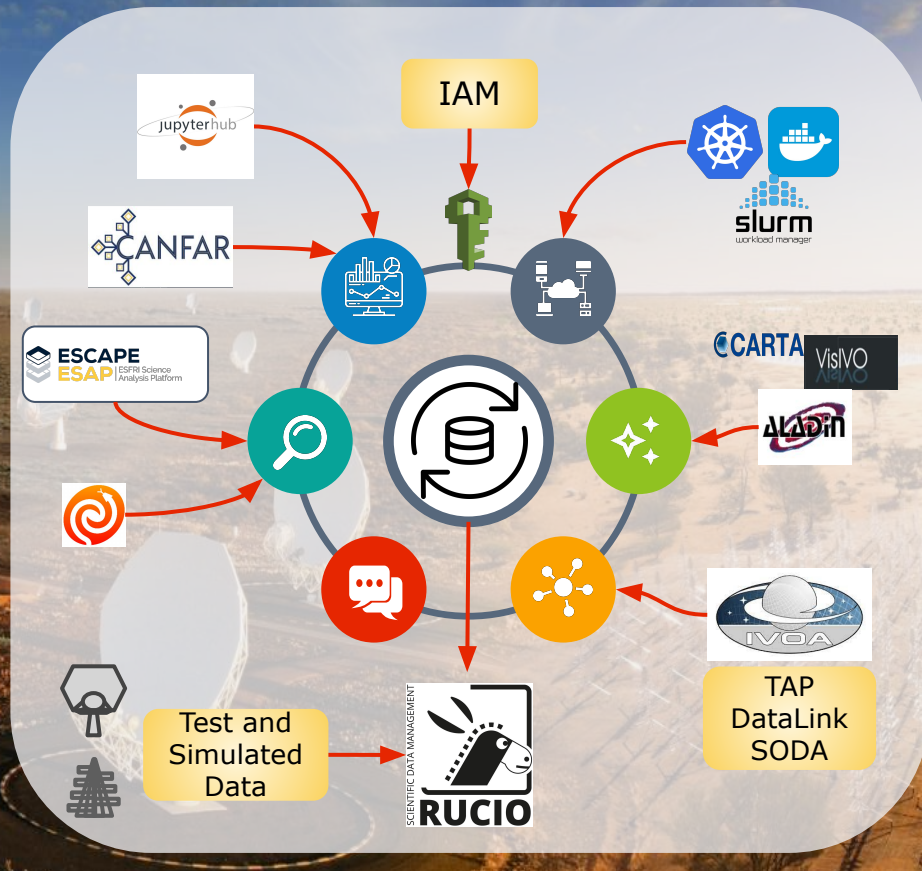 IAM
jupyterhub
slurm
workload manager
CANFAR
CARTA
VisIVO
ESCAPE
ESAP
ESFRI Science
Analysis Platform
ALADiN
IVOA
TAP
DataLink
SODA
Test and
Simulated
Data
SCIENTIFIC DATA MANAGEMENT
RUCIO